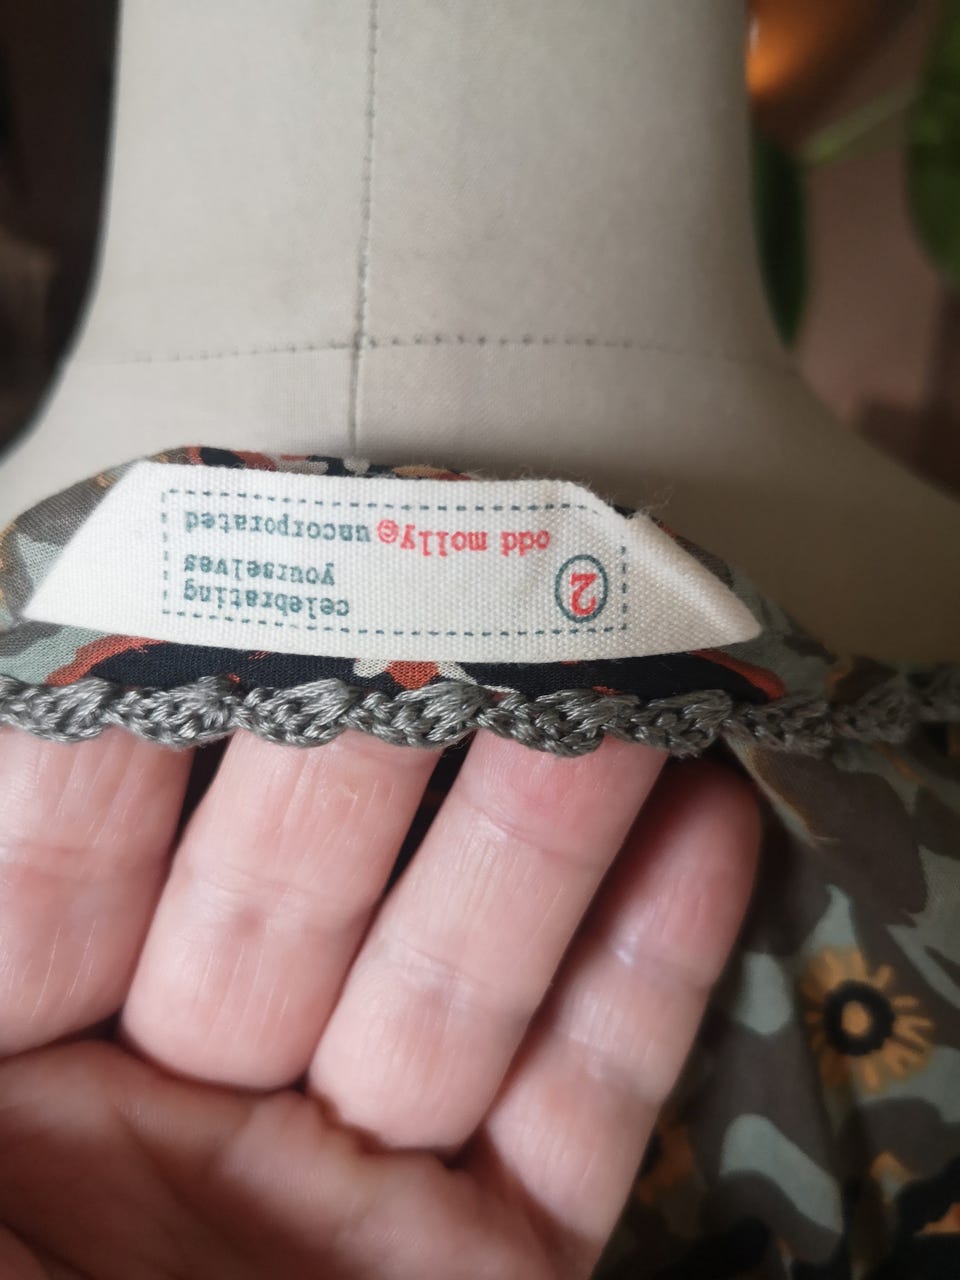 2
celebrating
yourselves
odd molly@ uncorporated